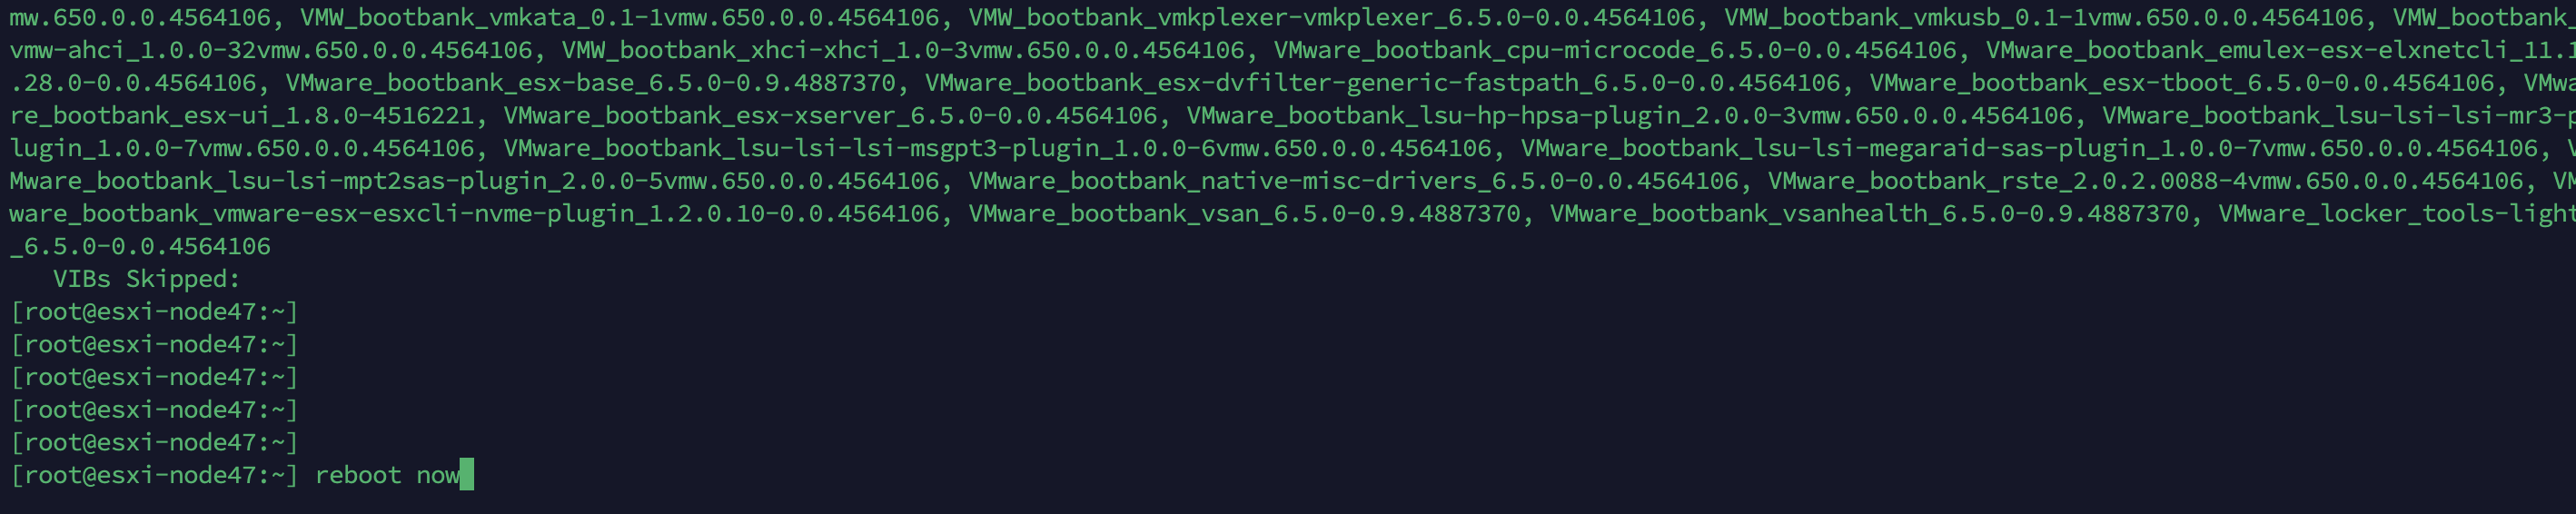 mw.650.0.0.4564106, VMW_bootbank_vmkata_0.1-1vmw.650.0.0.4564106, VMW_bootbank_vmkplexer-vmkplexer_6.5.0-0.0.4564106, VMW_bootbank_vmkusb_0.1-1vmw.650.0.0.4564106, VMW_bootbank_
vmw-ahci_1.0.0-32vmw.650.0.0.4564106, VMW_bootbank_xhci-xhci_1.0-3vmw.650.0.0.4564106, VMware_bootbank_cpu-microcode_6.5.0-0.0.4564106, VMware_bootbank_emulex-esx-elxnetcli_11.1
.28.0-0.0.4564106, VMware_bootbank_esx-base_6.5.0-0.9.4887370, VMware_bootbank_esx-dvfilter-generic-fastpath_6.5.0-0.0.4564106, VMware_bootbank_esx-tboot_6.5.0-0.0.4564106, VMwa
re_bootbank_esx-ui_1.8.0-4516221, VMware_bootbank_esx-xserver_6.5.0-0.0.4564106, VMware_bootbank_lsu-hp-hpsa-plugin_2.0.0-3vmw.650.0.0.4564106, VMware_bootbank_lsu-lsi-lsi-mr3-p
lugin_1.0.0-7vmw.650.0.0.4564106, VMware_bootbank_lsu-lsi-lsi-msgpt3-plugin_1.0.0-6vmw.650.0.0.4564106, VMware_bootbank_lsu-lsi-megaraid-sas-plugin_1.0.0-7vmw.650.0.0.4564106, V
Mware_bootbank_lsu-lsi-mpt2sas-plugin_2.0.0-5vmw.650.0.0.4564106, VMware_bootbank_native-misc-drivers_6.5.0-0.0.4564106, VMware_bootbank_rste_2.0.2.0088-4vmw.650.0.0.4564106, VM
ware_bootbank_vmware-esx-esxcli-nvme-plugin_1.2.0.10-0.0.4564106, VMware_bootbank_vsan_6.5.0-0.9.4887370, VMware_bootbank_vsanhealth_6.5.0-0.9.4887370, VMware_locker_tools-light
_6.5.0-0.0.4564106
VIBs Skipped:
[root@esxi-node47:~]
[root@esxi-node47:~]
[root@esxi-node47:~]
[root@esxi-node47:~]
[root@esxi-node47:~]
[root@esxi-node47:~] reboot now